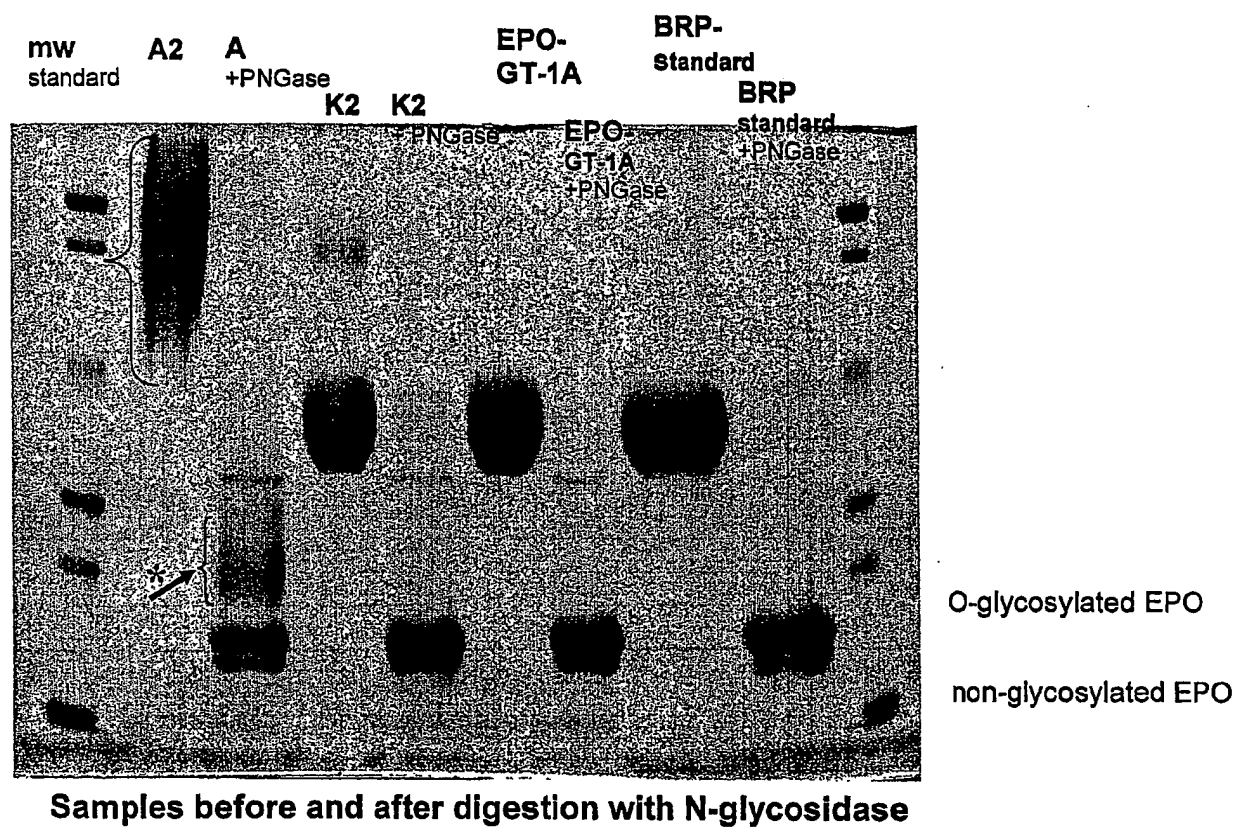 mw
standard
A2
A
+PNGase
K2
K2
+PNGase
EPO-
GT-1A
EPO-
GT-1A
+PNGase
BRP-
Standard
BRP
standard
+PNGase
*
O-glycosylated EPO
non-glycosylated EPO
Samples before and after digestion with N-glycosidase